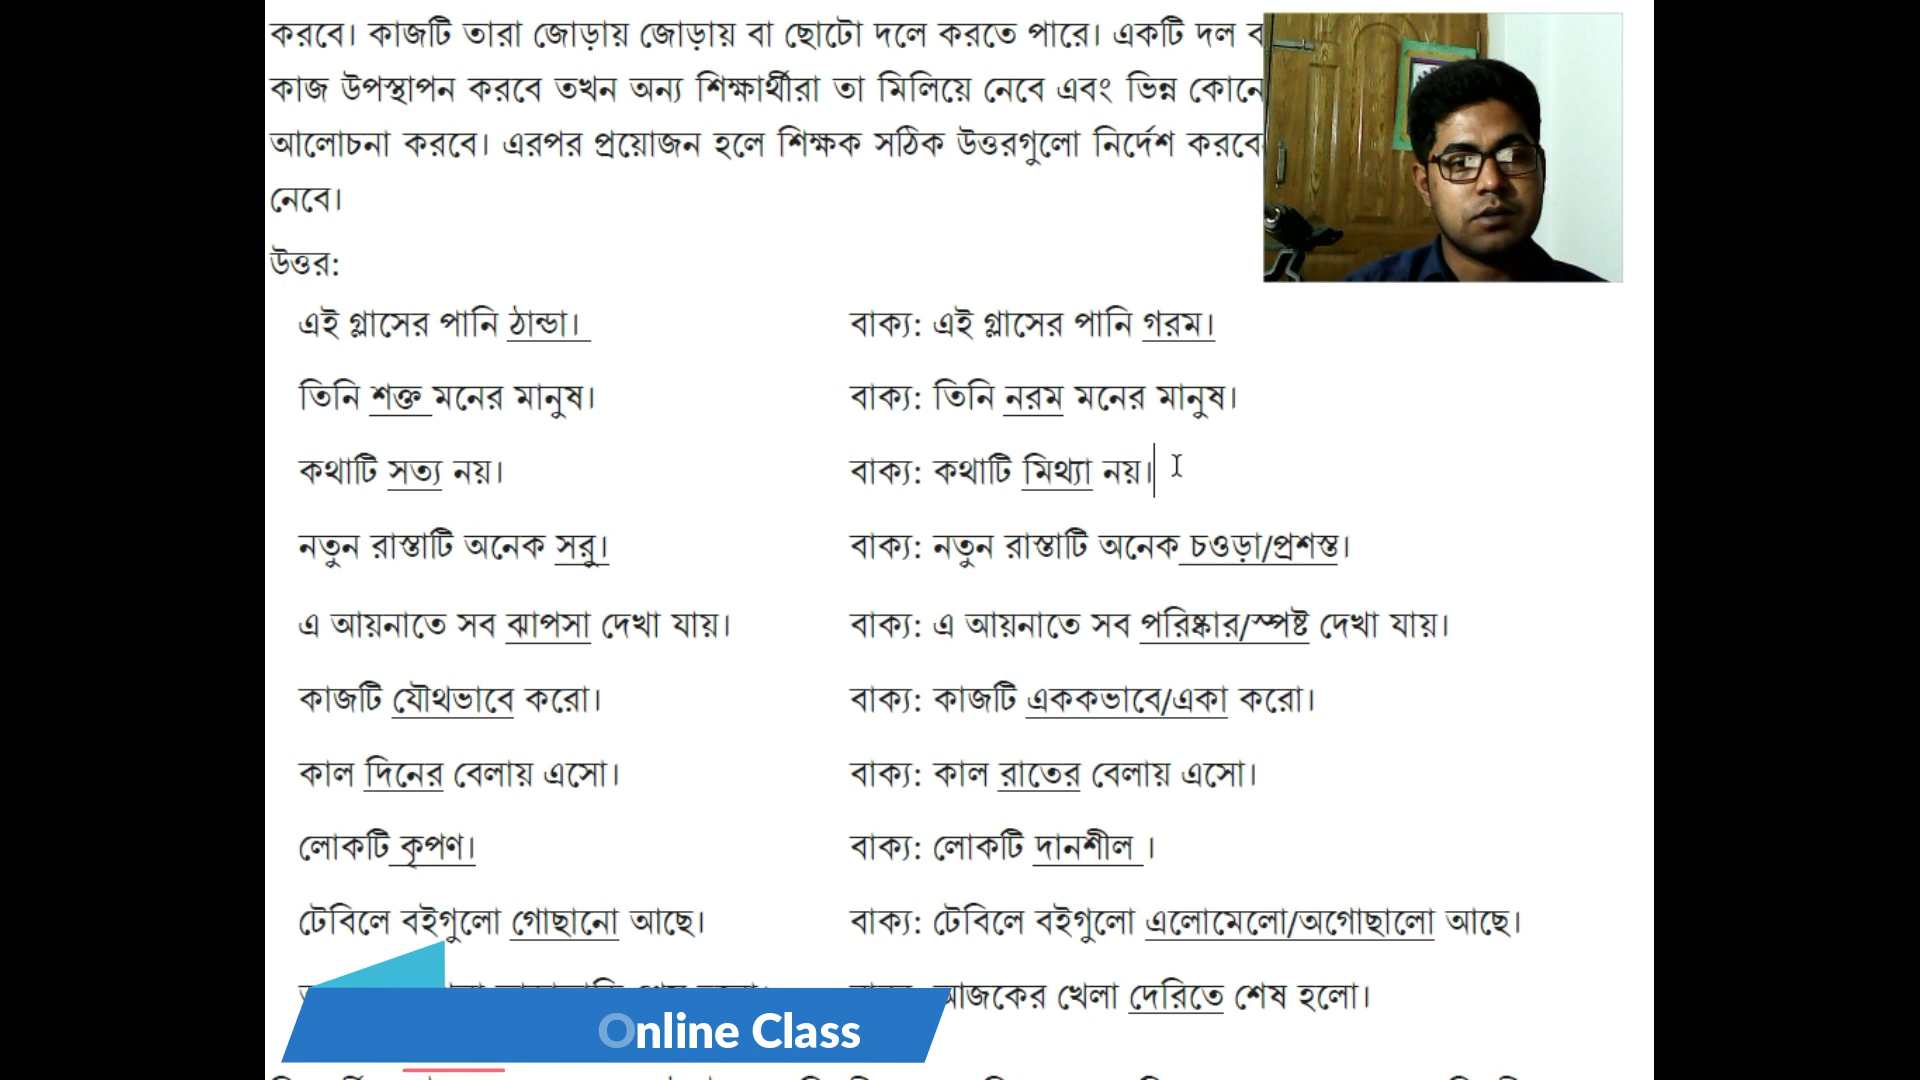 করবে। কাজটি তারা জোড়ায় জোড়ায় বা ছোটো দলে করতে পারে। একটি দল
কাজ উপস্থাপন করবে তখন অন্য শিক্ষার্থীরা তা মিলিয়ে নেবে এবং ভিন্ন
আলোচনা করবে। এরপর প্রয়োজন হলে শিক্ষক সঠিক উত্তরগুলো নির্দেশ করবে
নেবে।
উত্তর:
এই গ্লাসের পানি ঠান্ডা। বাক্য: এই গ্লাসের পানি গরম।
তিনি শক্ত মনের মানুষ। বাক্য: তিনি নরম মনের মানুষ।
কথাটি সত্য নয়। বাক্য: কথাটি মিথ্যা নয়।
নতুন রাস্তাটি অনেক সরু। বাক্য: নতুন রাস্তাটি অনেক চওড়া/প্রশস্ত।
এ আয়নাতে সব ঝাপসা দেখা যায়। বাক্য: এ আয়নাতে সব পরিষ্কার/স্পষ্ট দেখা যায়।
কাজটি যৌথভাবে করো। বাক্য: কাজটি এককভাবে/একা করো।
কাল দিনের বেলায় এসো। বাক্য: কাল রাতের বেলায় এসো।
লোকটি কৃপণ। বাক্য: লোকটি দানশীল ।
টেবিলে বইগুলো গোছানো আছে। বাক্য: টেবিলে বইগুলো এলোমেলো/অগোছালো আছে।
আজকের খেলা দেরিতে শেষ হলো।
Online Class